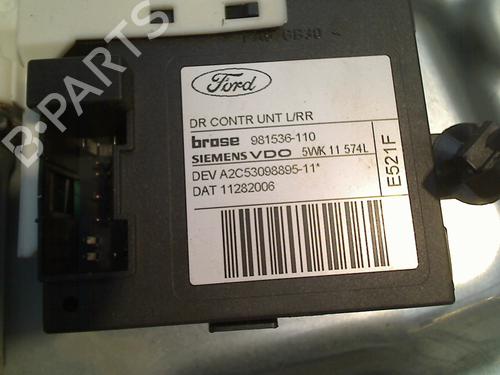 Ford
DR CONTR UNT L/RR
brose 981536-110
SIEMENS VDO 5WK 11 574L
DEV A2C53098895-11*
DAT 11282006
E521F
B-PARTS